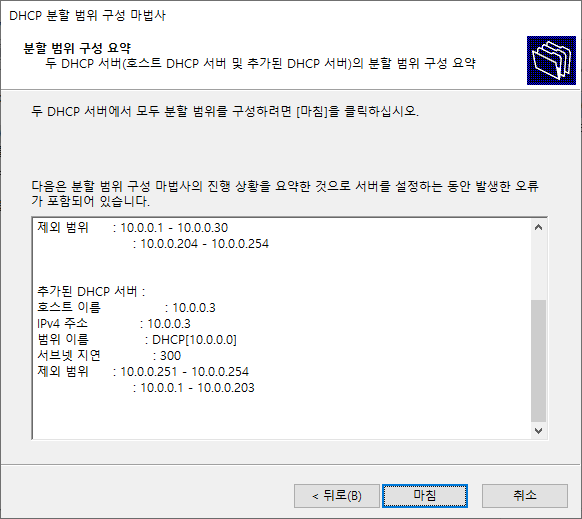 DHCP 분할 범위 구성 마법사
분할 범위 구성 요약
두 DHCP 서버(호스트 DHCP 서버 및 추가된 DHCP 서버)의 분할 범위 구성 요약
두 DHCP 서버에서 모두 분할 범위를 구성하려면 [마침]을 클릭하십시오.
다음은 분할 범위 구성 마법사의 진행 상황을 요약한 것으로 서버를 설정하는 동안 발생한 오류
가 포함되어 있습니다.
제외 범위 : 10.0.0.1 - 10.0.0.30
: 10.0.0.204 - 10.0.0.254
추가된 DHCP 서버 :
호스트 이름 : 10.0.0.3
IPv4 주소 : 10.0.0.3
범위 이름 : DHCP[10.0.0.0]
서브넷 지연 : 300
제외 범위 : 10.0.0.251 - 10.0.0.254
: 10.0.0.1 - 10.0.0.203
< 뒤로(B) 마침 취소